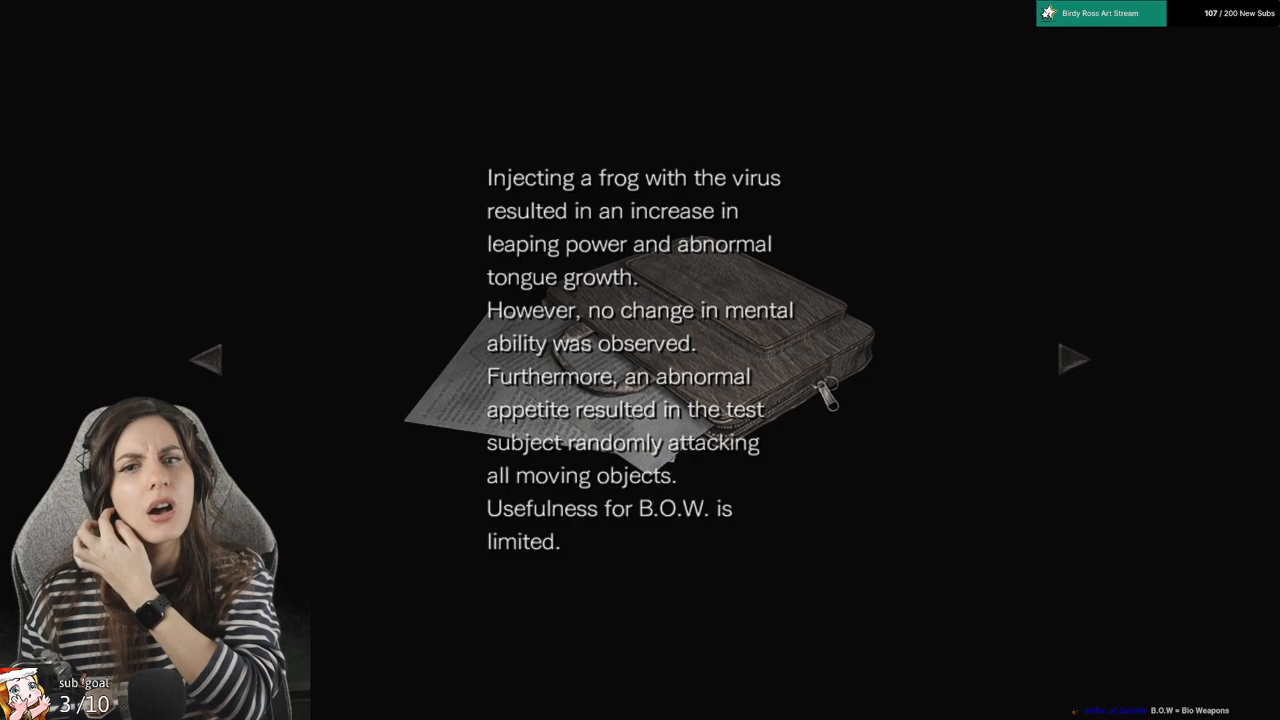 Birdy Ross Art Stream
107 / 200 New Subs
Injecting a frog with the virus
resulted in an increase in
leaping power and abnormal
tongue growth.
However, no change in mental
ability was observed.
Furthermore, an abnormal
appetite resulted in the test
subject randomly attacking
all moving objects.
Usefulness for B.O.W. is
limited.
sub goal
3 /10
B.O.W = Bio Weapons